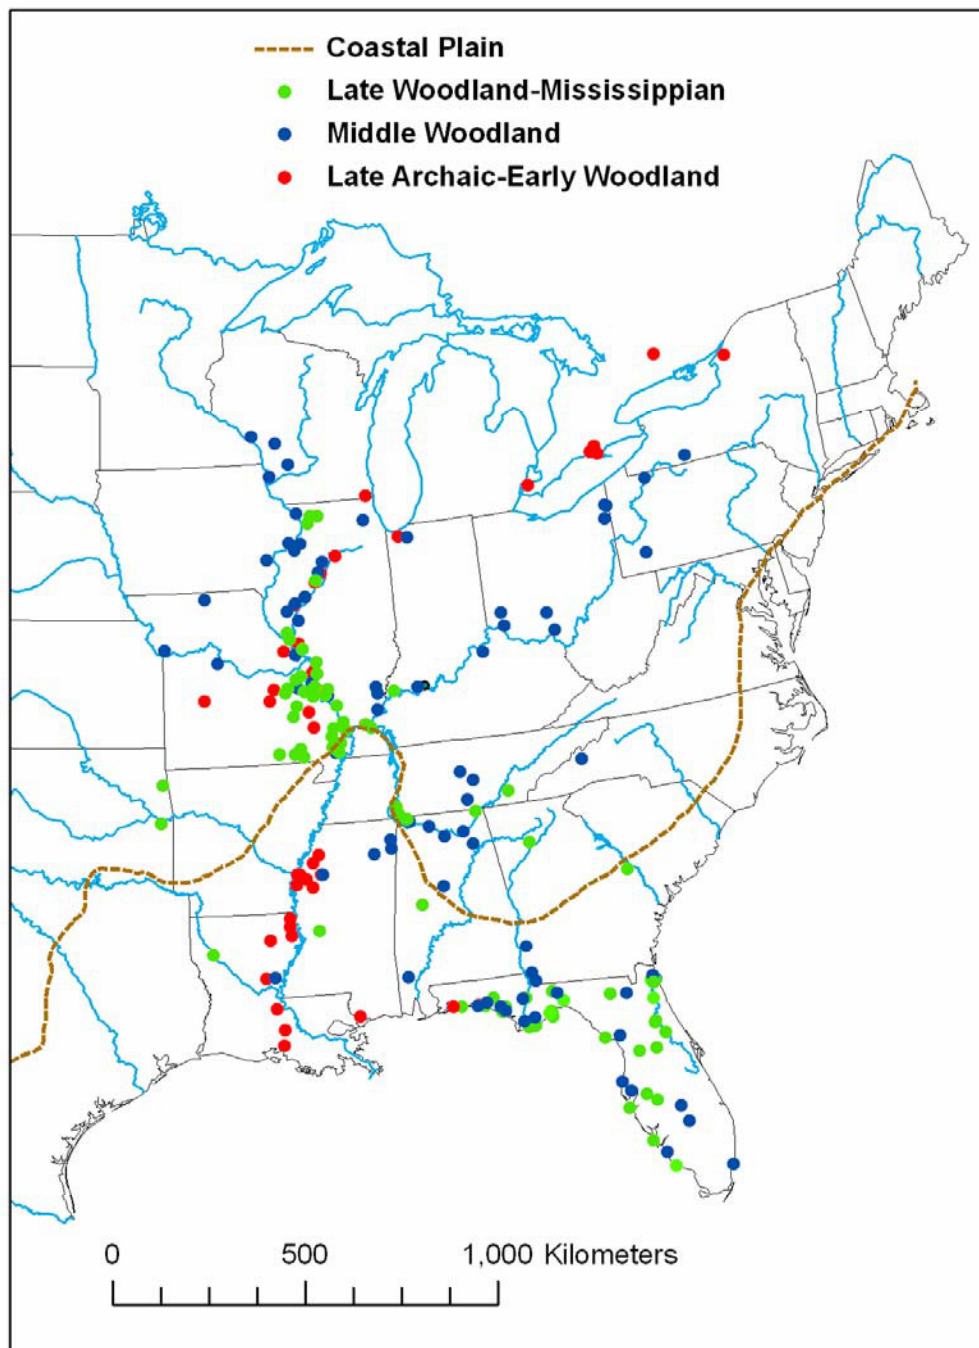 Coastal Plain
Late Woodland-Mississippian
Middle Woodland
Late Archaic-Early Woodland
0 500 1,000 Kilometers